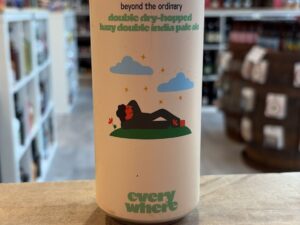 beyond the ordinary
double dry-hopped
hazy double india pale ale
every
where